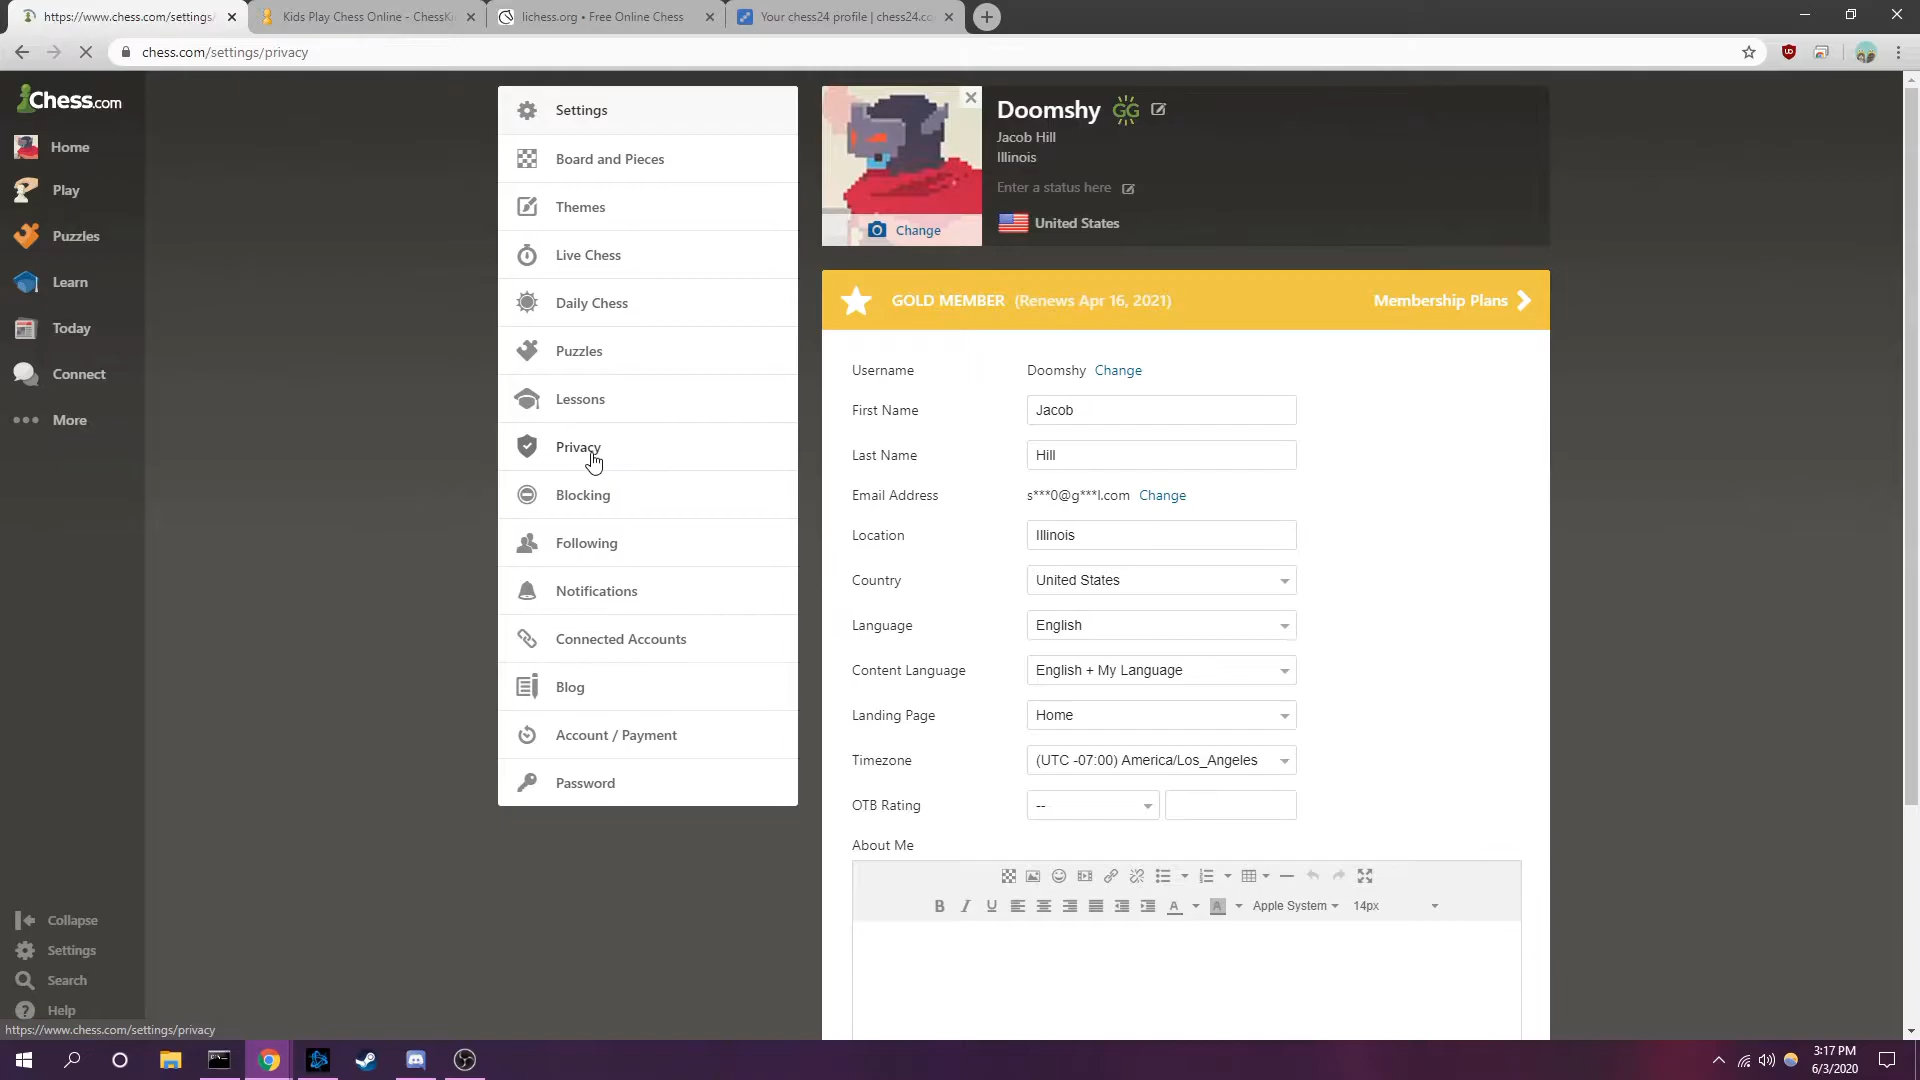 https://www.chess.com/settings
Kids Play Chess Online - ChessKi
lichess.org • Free Online Chess
Your chess24 profile | chess24.co
chess.com/settings/privacy
Chess.com
Home
Play
Puzzles
Learn
Today
Connect
More
Collapse
Settings
Search
Help
Settings
Board and Pieces
Themes
Live Chess
Daily Chess
Puzzles
Lessons
Privacy
Blocking
Following
Notifications
Connected Accounts
Blog
Account / Payment
Password
Change
Doomshy GG
Jacob Hill
Illinois
Enter a status here
United States
GOLD MEMBER (Renews Apr 16, 2021) Membership Plans
Username Doomshy Change
First Name Jacob
Last Name Hill
Email Address s***0@g***l.com Change
Location Illinois
Country United States
Language English
Content Language English + My Language
Landing Page Home
Timezone (UTC -07:00) America/Los_Angeles
OTB Rating --
About Me
B I U A A Apple System 14px
https://www.chess.com/settings/privacy
3:17 PM
6/3/2020